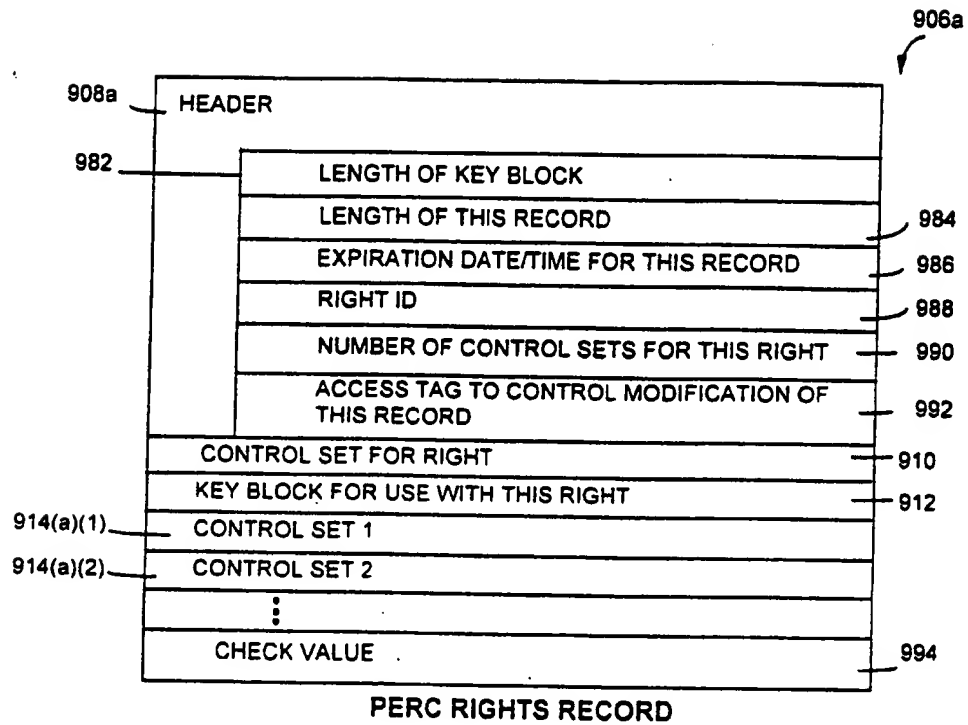 906a
908a
HEADER
982
LENGTH OF KEY BLOCK
LENGTH OF THIS RECORD
984
EXPIRATION DATE/TIME FOR THIS RECORD
986
RIGHT ID
988
NUMBER OF CONTROL SETS FOR THIS RIGHT
990
ACCESS TAG TO CONTROL MODIFICATION OF
THIS RECORD
992
CONTROL SET FOR RIGHT
910
KEY BLOCK FOR USE WITH THIS RIGHT
912
914(a)(1)
CONTROL SET 1
914(a)(2)
CONTROL SET 2
CHECK VALUE
994
PERC RIGHTS RECORD